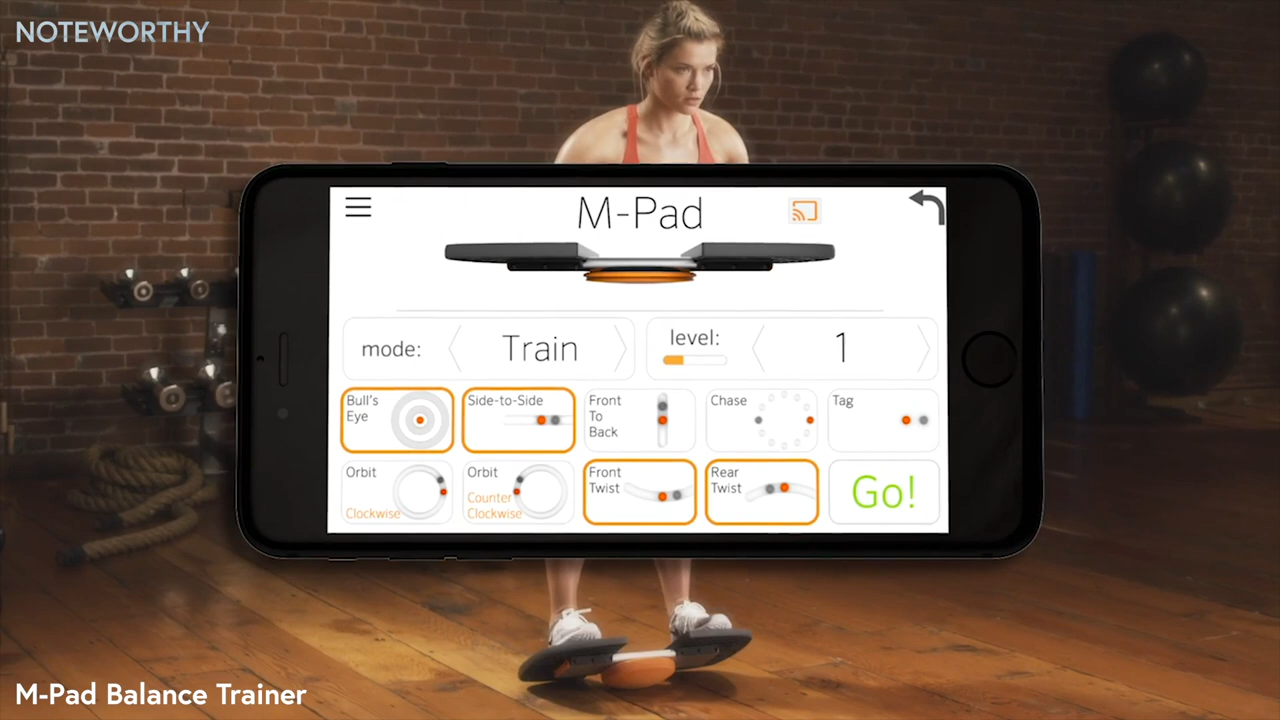 NOTEWORTHY
M-Pad
mode:
Train
level:
1
Bull's
Eye
Side-to-Side
Front
To
Back
Chase
Tag
Orbit
Clockwise
Orbit
Counter
Clockwise
Front
Twist
Rear
Twist
Go!
M-Pad Balance Trainer